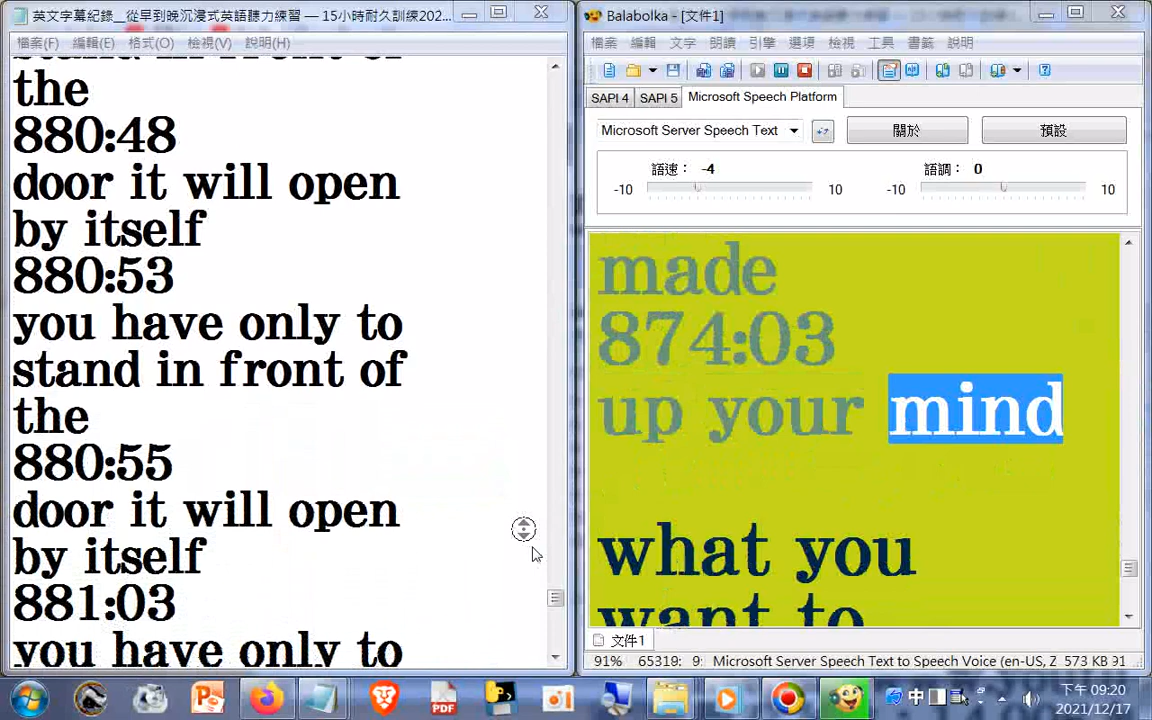 英文字幕紀錄__從早到晚沉浸式英語聽力練習 — 15小時耐久訓練202...
檔案(F) 編輯(E) 格式(O) 檢視(V) 說明(H)
stand in front of
the
880:48
door it will open
by itself
880:53
you have only to
stand in front of
the
880:55
door it will open
by itself
881:03
you have only to
Balabolka - [文件1]
檔案 編輯 文字 朗讀 引擎 選項 檢視 工具 書籤 說明
SAPI 4 SAPI 5 Microsoft Speech Platform
Microsoft Server Speech Text 關於 預設
語速： -4 語調： 0
-10 10 -10 10
made
874:03
up your mind
what you
want to
文件1
91% 65319: 9: Microsoft Server Speech Text to Speech Voice (en-US, Z 573 KB 91
PDF
中
下午 09:20
2021/12/17